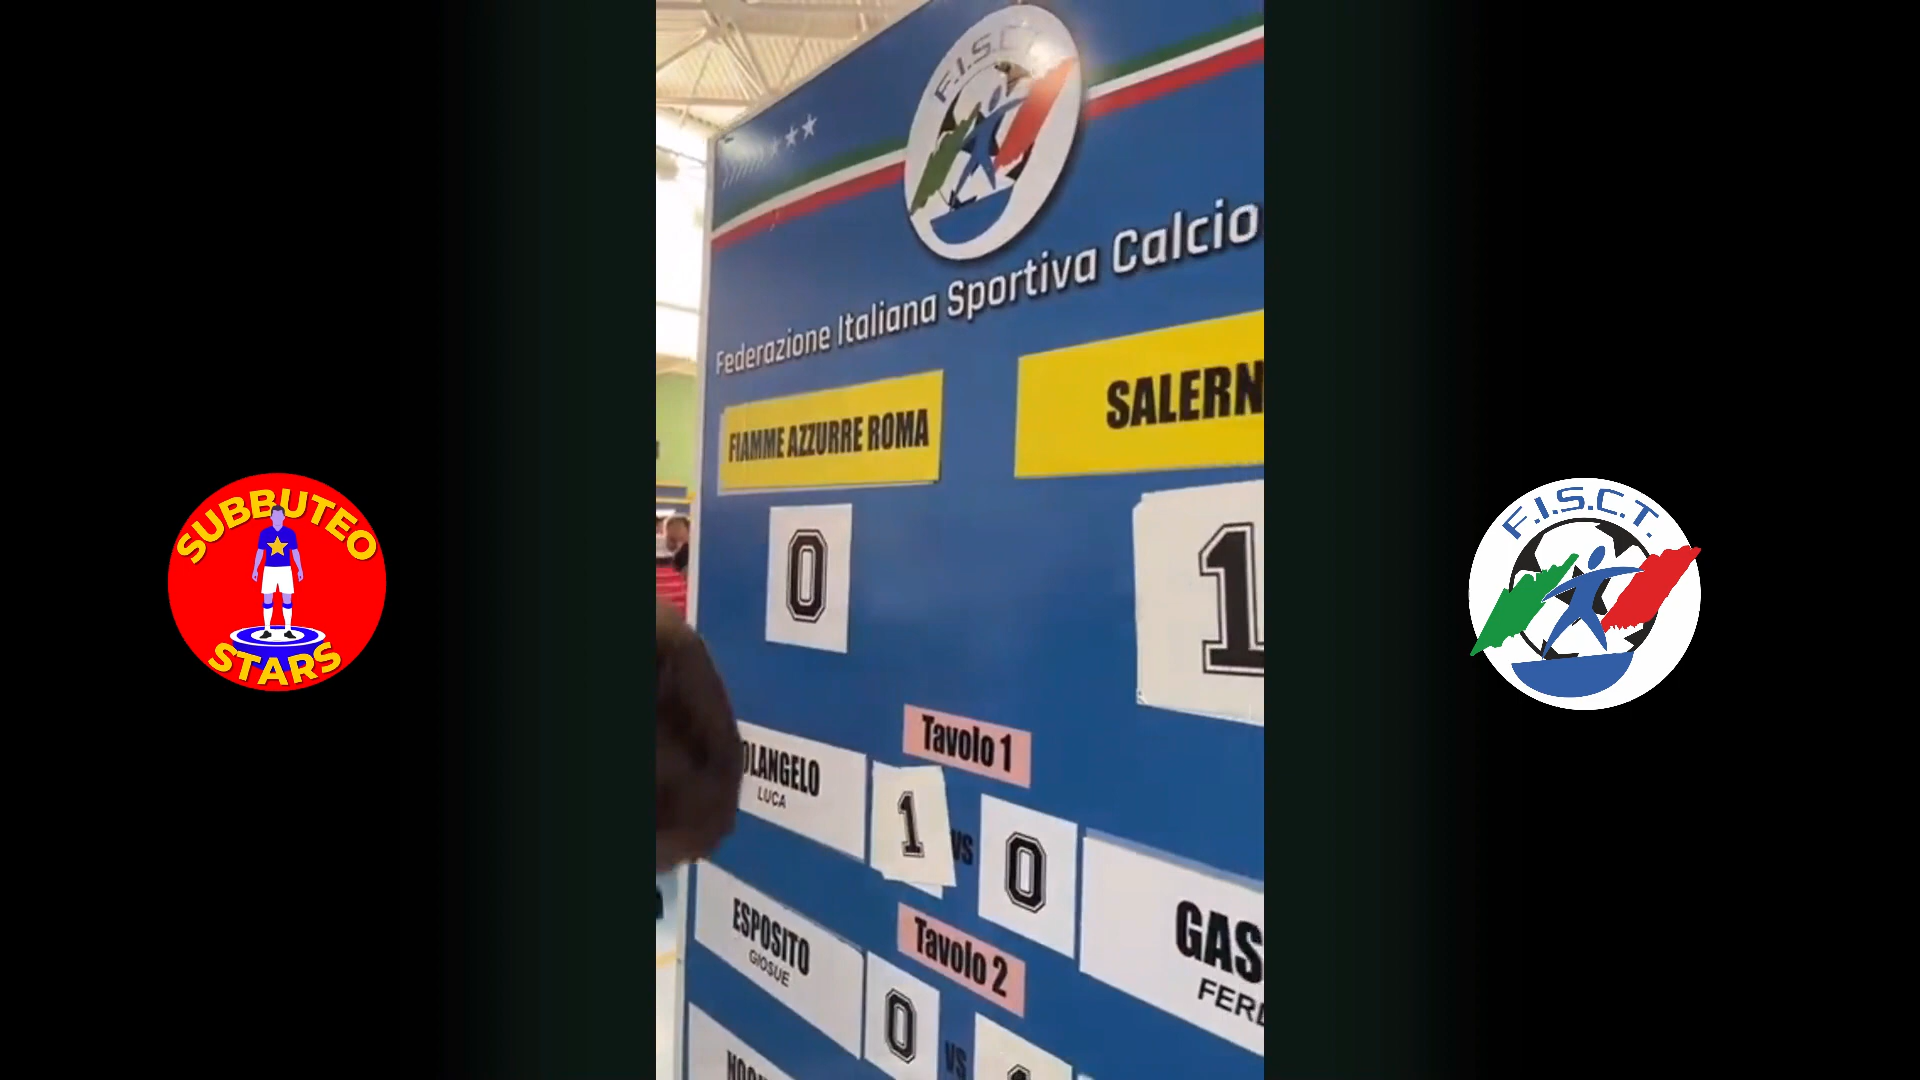 F.I.S.C.T.
Federazione Italiana Sportiva Calcio
FIAMME AZZURRE ROMA
SALERN
0
1
Tavolo 1
OLANGELO
LUCA
1
VS
0
GAS
Tavolo 2
ESPOSITO
GIOSUE
0
VS
SUBBUTEO
STARS
F.I.S.C.T.